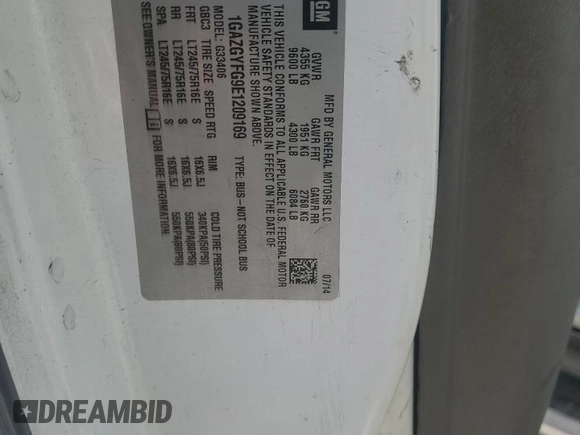 GM
MFD BY GENERAL MOTORS LLC
07/14
GVWR GAWR FRT GAWR RR
4355 KG 1951 KG 2760 KG
9600 LB 4300 LB 6084 LB
THIS VEHICLE CONFORMS TO ALL APPLICABLE U.S. FEDERAL MOTOR
VEHICLE SAFETY STANDARDS IN EFFECT ON THE DATE OF
MANUFACTURE SHOWN ABOVE.
1GAZG1FG9E1209169 TYPE: BUS–NOT SCHOOL BUS
MODEL: G33406
GBC3 TIRE SIZE SPEED RTG RIM COLD TIRE PRESSURE
FRT LT245/75R16E S 16X6.5J 340KPA(50PSI)
RR LT245/75R16E S 16X6.5J 550KPA(80PSI)
SPA LT245/75R16E S 16X6.5J 550KPA(80PSI)
SEE OWNER'S MANUAL FOR MORE INFORMATION.
DREAMBID